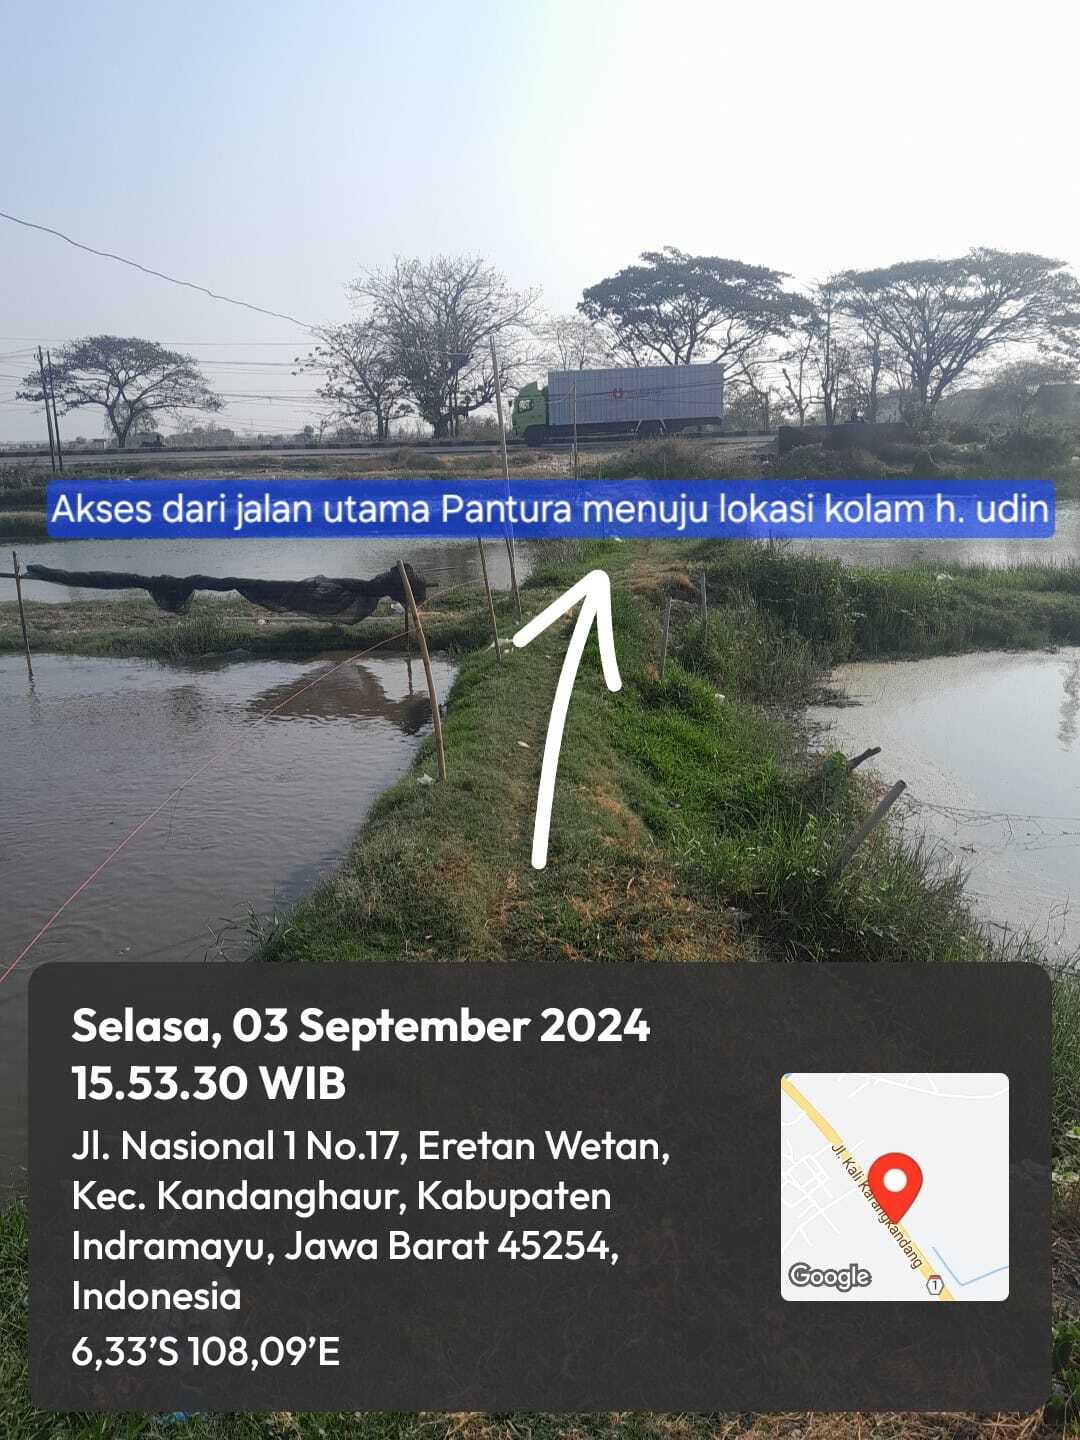 Akses dari jalan utama Pantura menuju lokasi kolam h. udin
Selasa, 03 September 2024
15.53.30 WIB
Jl. Nasional 1 No.17, Eretan Wetan,
Kec. Kandanghaur, Kabupaten
Indramayu, Jawa Barat 45254,
Indonesia
6,33’S 108,09’E
Jl. Kali Karangkandang
1
Google